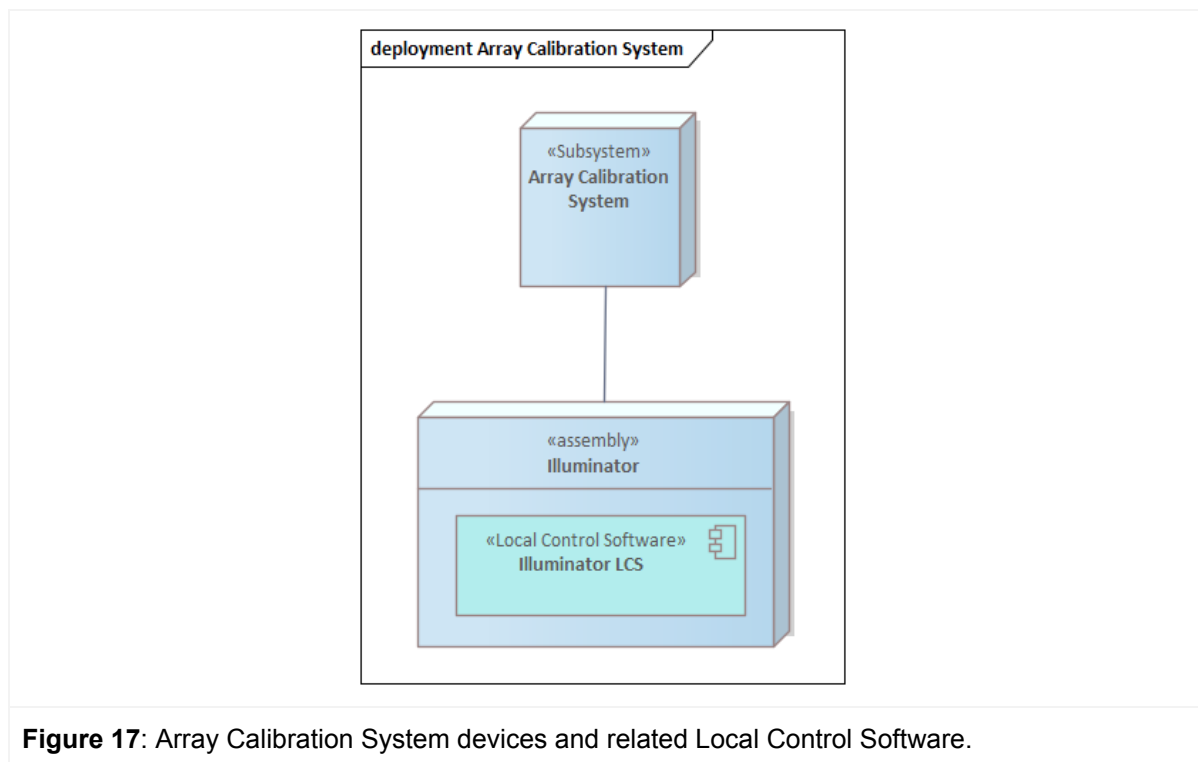 deployment Array Calibration System
«Subsystem»
Array Calibration
System
«assembly»
Illuminator
«Local Control Software»
Illuminator LCS
Figure 17: Array Calibration System devices and related Local Control Software.